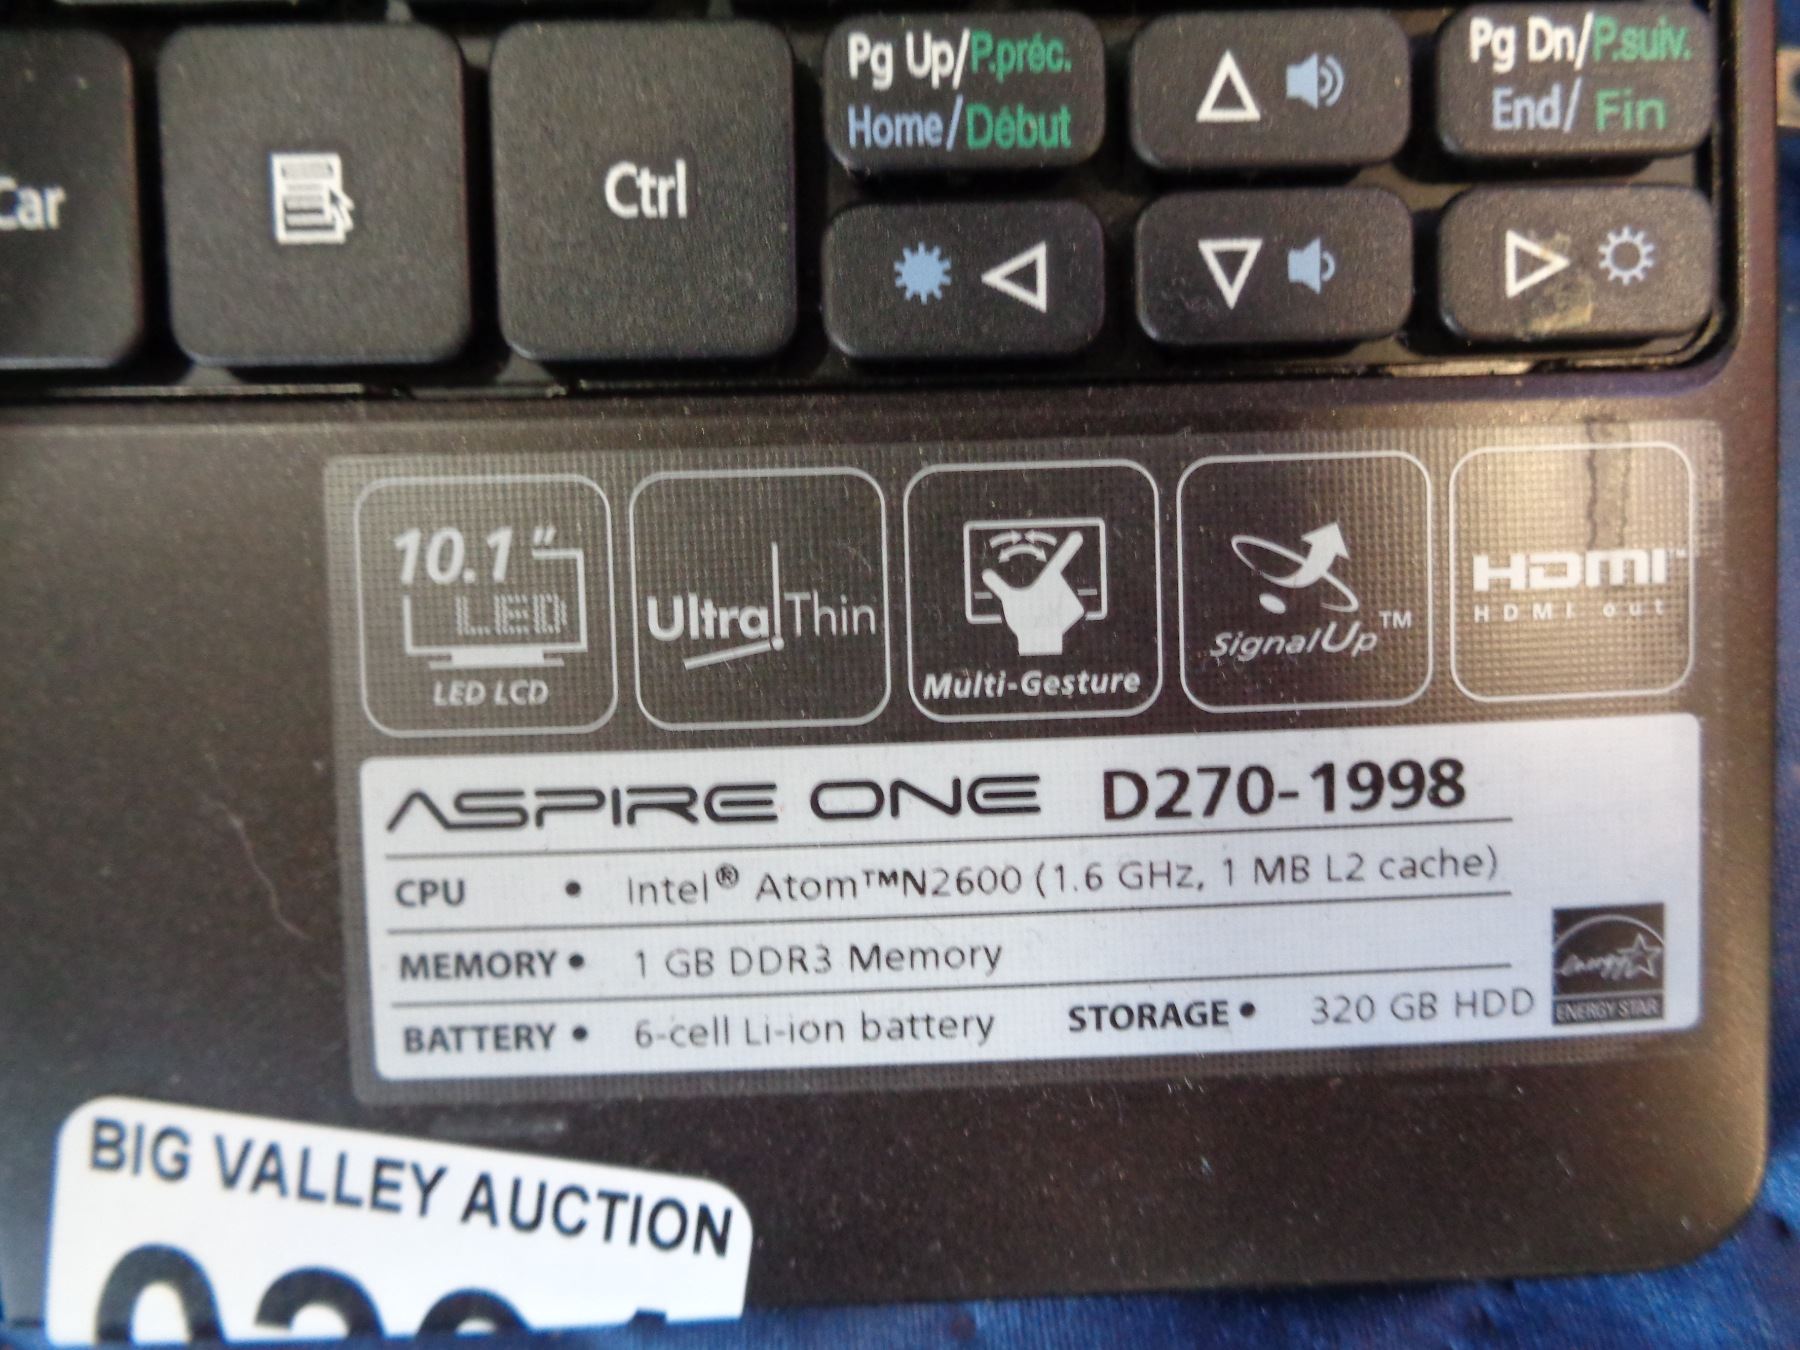 Car
Ctrl
Pg Up/P.préc.
Home/Début
Pg Dn/P.suiv.
End/ Fin
10.1"
LED
LED LCD
Ultra Thin
Multi-Gesture
SignalUp™
HDMI™
HDMI out
ASPIRE ONE D270-1998
CPU • Intel® Atom™N2600 (1.6 GHz, 1 MB L2 cache)
MEMORY • 1 GB DDR3 Memory
BATTERY • 6-cell Li-ion battery STORAGE • 320 GB HDD
energy
ENERGY STAR
BIG VALLEY AUCTION